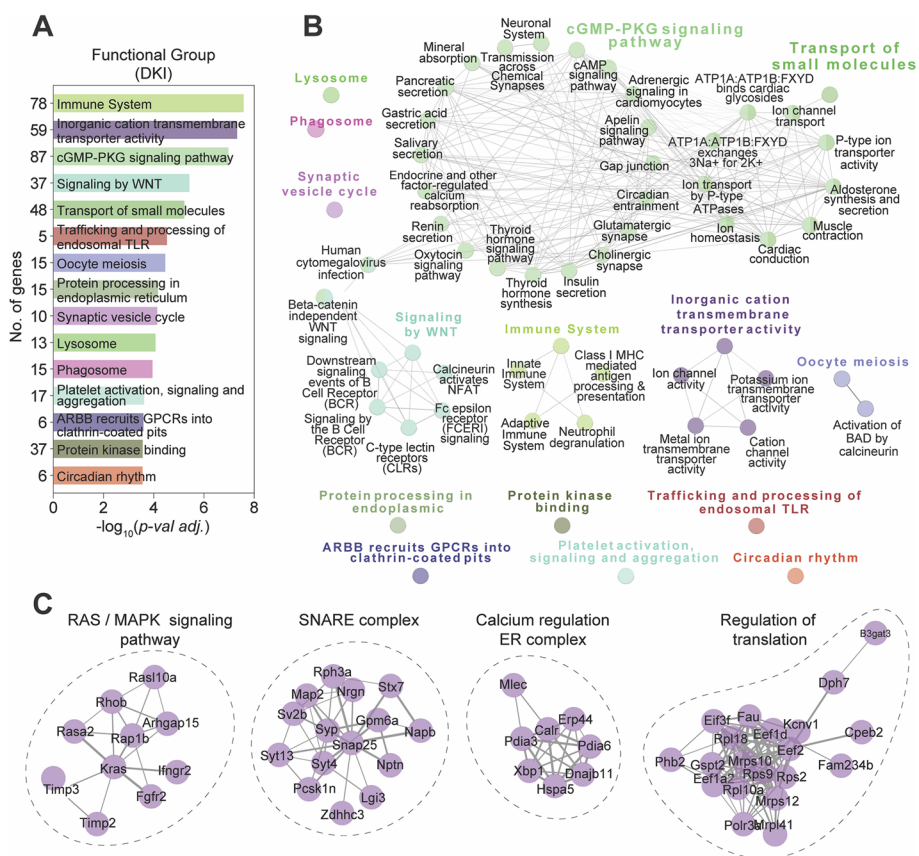 A
Functional Group
(DKI)
No. of genes
78 Immune System
59 Inorganic cation transmembrane
transporter activity
87 cGMP-PKG signaling pathway
37 Signaling by WNT
48 Transport of small molecules
5 Trafficking and processing of
endosomal TLR
15 Oocyte meiosis
15 Protein processing in
endoplasmic reticulum
10 Synaptic vesicle cycle
13 Lysosome
15 Phagosome
17 Platelet activation, signaling and
aggregation
6 ARBB recruits GPCRs into
clathrin-coated pits
37 Protein kinase binding
6 Circadian rhythm
0 2 4 6 8
-log10(p-val adj.)
B
Lysosome
Phagosome
Synaptic
vesicle cycle
cGMP-PKG signaling
pathway
Transport of
small molecules
Neuronal
System
Mineral
absorption
Transmission
across
Chemical
Synapses
cAMP
signaling
pathway
Pancreatic
secretion
Adrenergic
signaling in
cardiomyocytes
ATP1A:ATP1B:FXYD
binds cardiac
glycosides
Ion channel
transport
Gastric acid
secretion
Apelin
signaling
pathway
ATP1A:ATP1B:FXYD
exchanges
3Na+ for 2K+
P-type ion
transporter
activity
Salivary
secretion
Gap junction
Endocrine and other
factor-regulated
calcium
reabsorption
Circadian
entrainment
Ion transport
by P-type
ATPases
Aldosterone
synthesis and
secretion
Renin
secretion
Glutamatergic
synapse
Ion
homeostasis
Muscle
contraction
Human
cytomegalovirus
infection
Oxytocin
signaling
pathway
Thyroid
hormone
signaling
pathway
Cholinergic
synapse
Cardiac
conduction
Thyroid
hormone
synthesis
Insulin
secretion
Beta-catenin
independent
WNT
signaling
Signaling
by WNT
Downstream
signaling
events of B
Cell Receptor
(BCR)
Calcineurin
activates
NFAT
Signaling by
the B Cell
Receptor
(BCR)
Fc epsilon
receptor
(FCERI)
signaling
C-type lectin
receptors
(CLRs)
Immune System
Innate
Immune
System
Class I MHC
mediated
antigen
processing &
presentation
Adaptive
Immune
System
Neutrophil
degranulation
Inorganic cation
transmembrane
transporter activity
Ion channel
activity
Potassium ion
transmembrane
transporter
activity
Metal ion
transmembrane
transporter
activity
Cation
channel
activity
Oocyte meiosis
Activation of
BAD by
calcineurin
Protein processing in
endoplasmic
Protein kinase
binding
Trafficking and processing of
endosomal TLR
ARBB recruits GPCRs into
clathrin-coated pits
Platelet activation,
signaling and aggregation
Circadian rhythm
C
RAS / MAPK signaling
pathway
Rasl10a
Rhob
Rasa2
Arhgap15
Rap1b
Kras
Ifngr2
Timp3
Fgfr2
Timp2
SNARE complex
Rph3a
Map2
Nrgn
Stx7
Sv2b
Syp
Gpm6a
Napb
Snap25
Syt13
Syt4
Nptn
Pcsk1n
Lgi3
Zdhhc3
Calcium regulation
ER complex
Mlec
Erp44
Calr
Pdia3
Pdia6
Xbp1
Dnajb11
Hspa5
Regulation of
translation
B3gat3
Dph7
Eif3f
Fau
Kcnv1
Rpl18
Eef1d
Cpeb2
Eef2
Phb2
Mrps10
Gspt2
Rps9
Rps2
Fam234b
Eef1a2
Rpl10a
Mrps12
Polr3a
Mrpl41